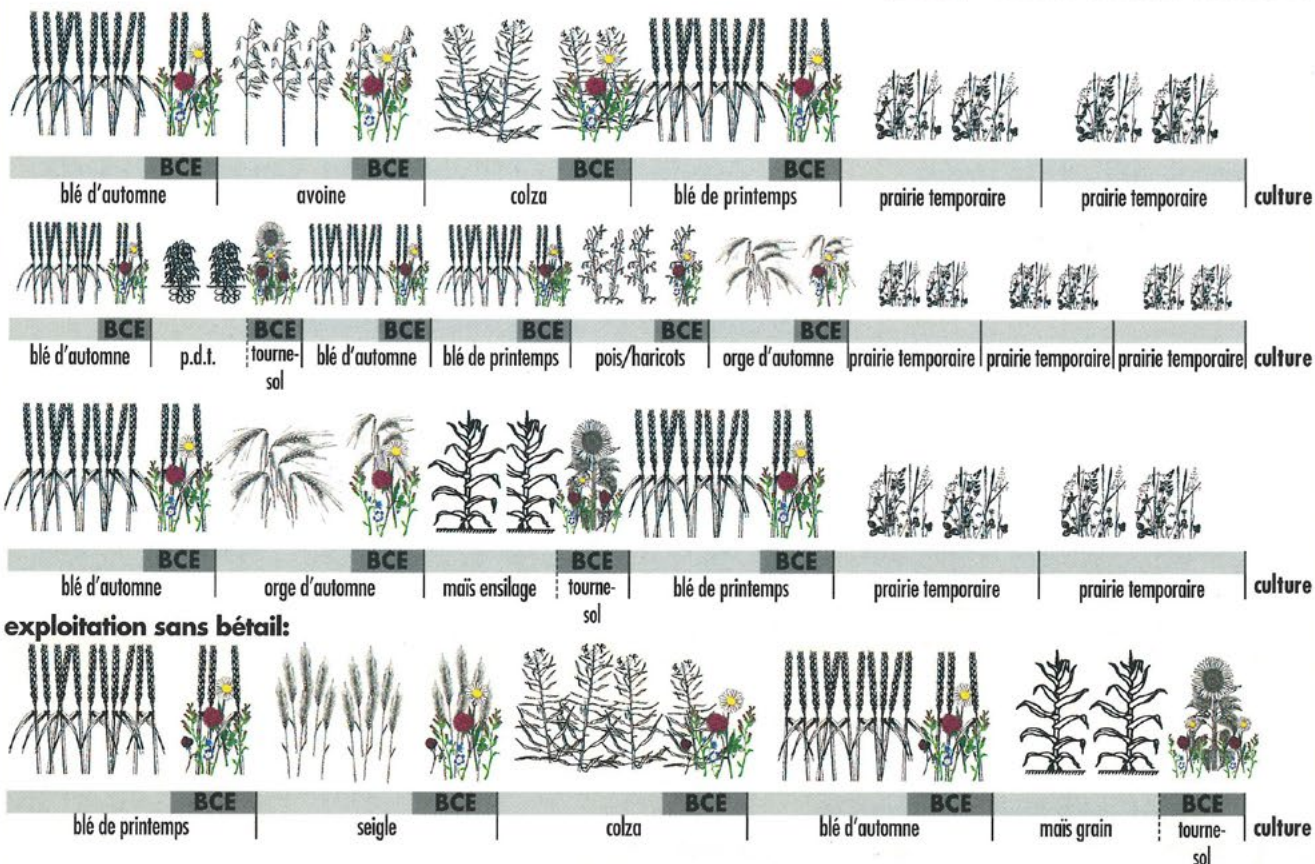 BCE BCE BCE BCE
blé d'automne avoine colza blé de printemps prairie temporaire prairie temporaire culture
BCE BCE BCE BCE BCE BCE
blé d'automne p.d.t. tourne- blé d'automne blé de printemps pois/haricots orge d'automne prairie temporaire prairie temporaire prairie temporaire culture
sol
BCE BCE BCE BCE
blé d'automne orge d'automne maïs ensilage tourne- blé de printemps prairie temporaire prairie temporaire culture
sol
exploitation sans bétail:
BCE BCE BCE BCE BCE
blé de printemps seigle colza blé d'automne maïs grain tourne- culture
sol